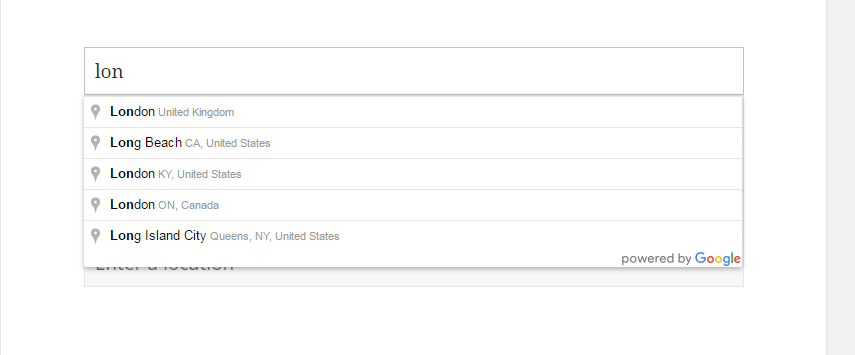 lon
London United Kingdom
Long Beach CA, United States
London KY, United States
London ON, Canada
Long Island City Queens, NY, United States
powered by Google
Enter a location